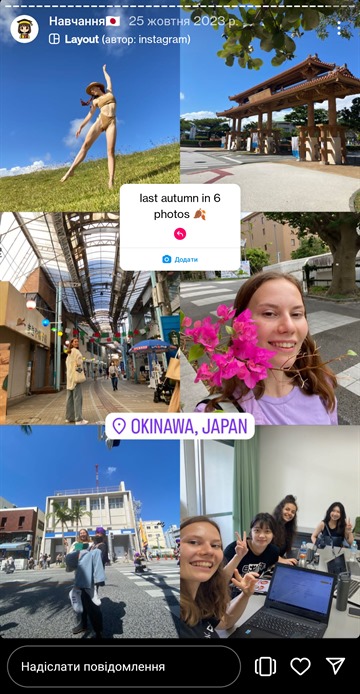 Навчання🇯🇵 25 жовтня 2023 р.
Layout (автор: instagram)
last autumn in 6
photos 🍂
Додати
OKINAWA, JAPAN
Надіслати повідомлення